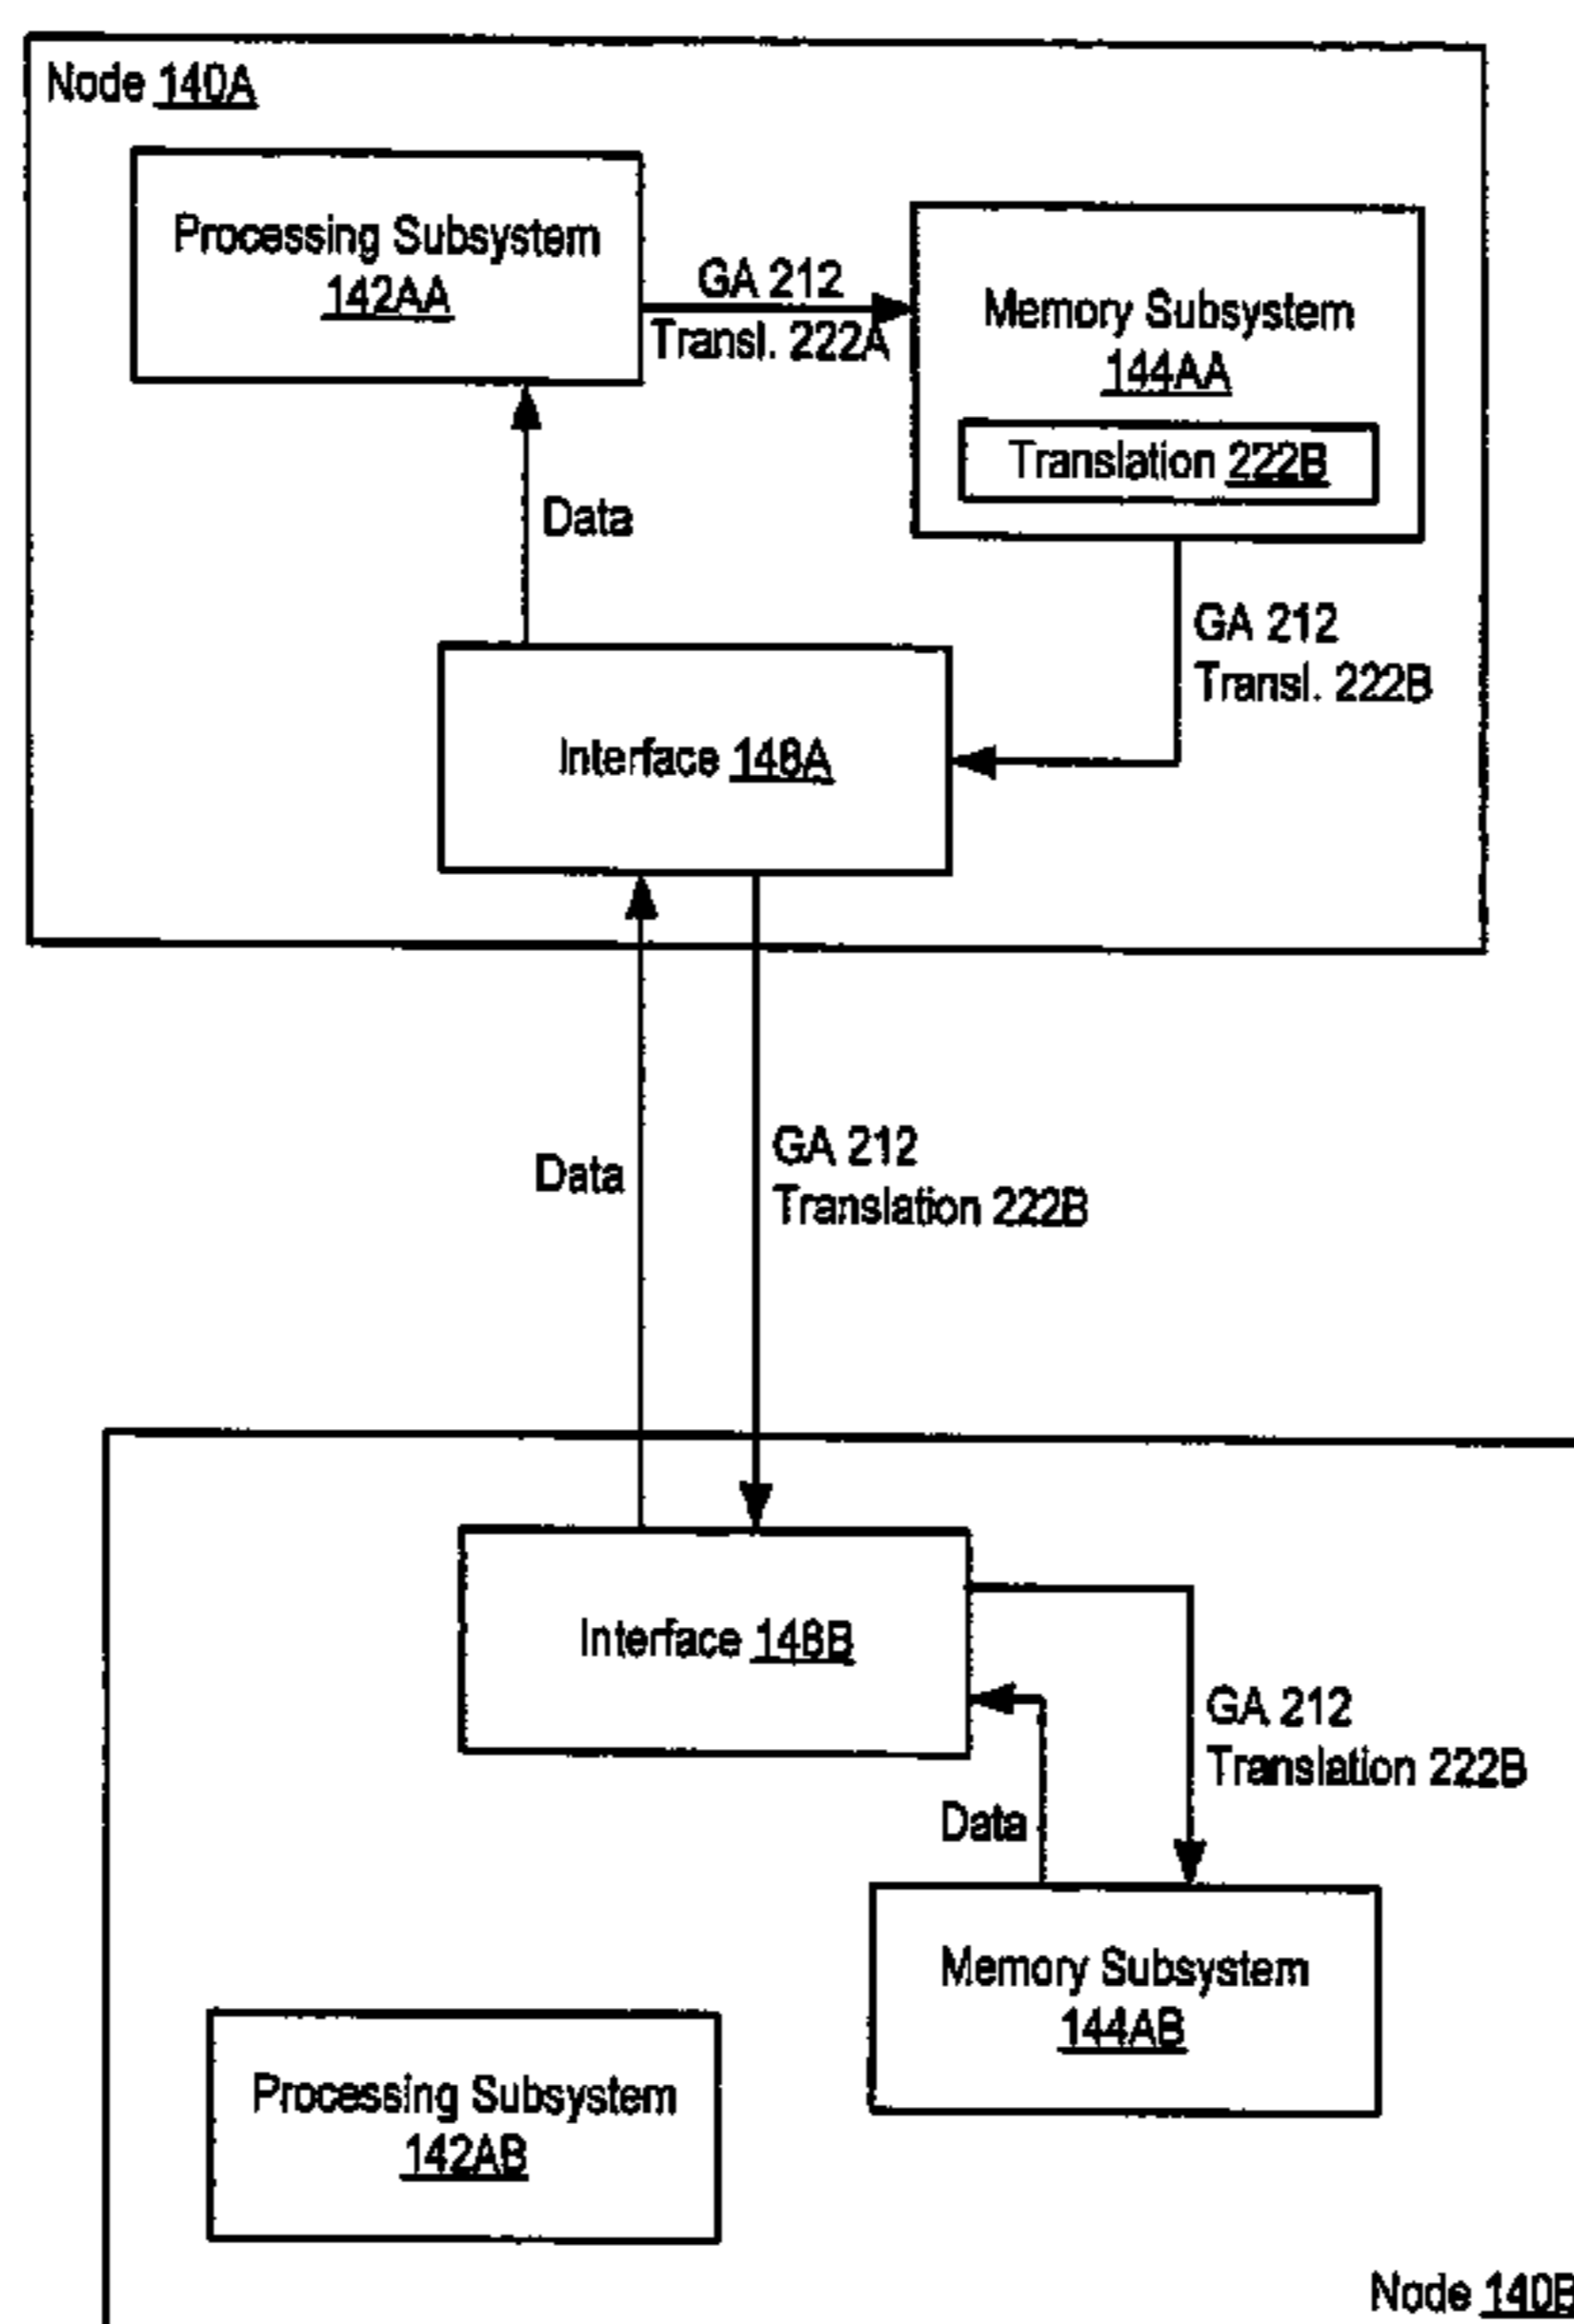 Node 140A
Processing Subsystem
142AA
GA 212
Transl. 222A
Memory Subsystem
144AA
Translation 222B
Data
GA 212
Transl. 222B
Interface 148A
Data
GA 212
Translation 222B
Interface 148B
GA 212
Translation 222B
Data
Memory Subsystem
144AB
Processing Subsystem
142AB
Node 140B